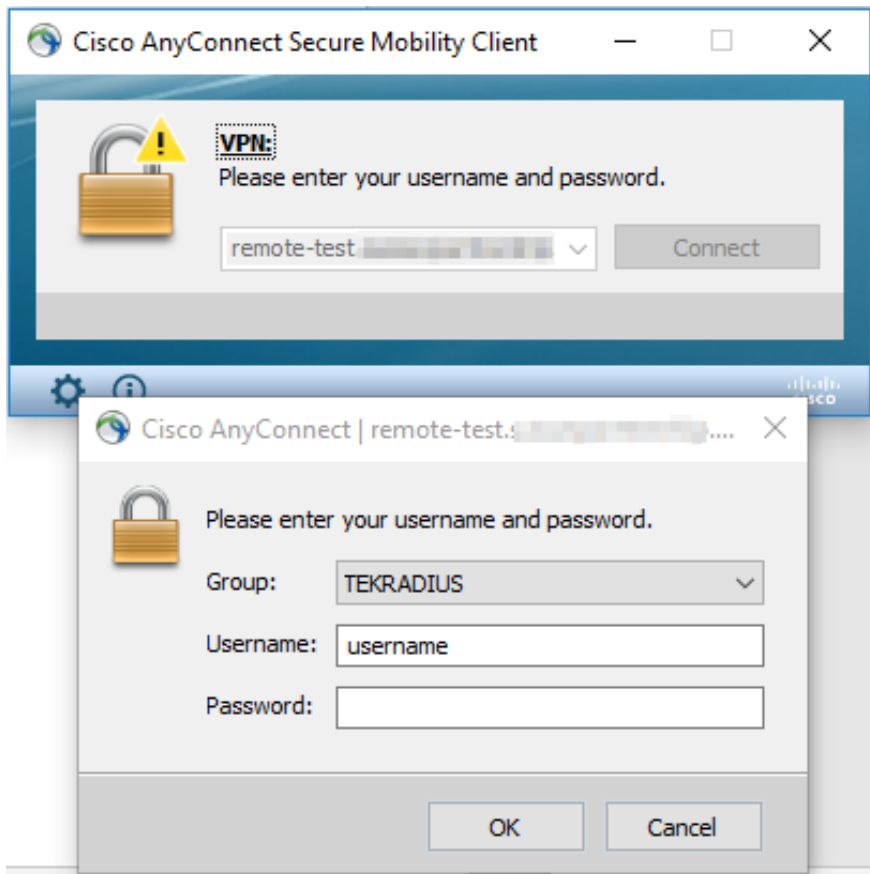 Cisco AnyConnect Secure Mobility Client
VPN:
Please enter your username and password.
remote-test.
Connect
cisco
Cisco AnyConnect | remote-test.s....
Please enter your username and password.
Group: TEKRADIUS
Username: username
Password:
OK Cancel